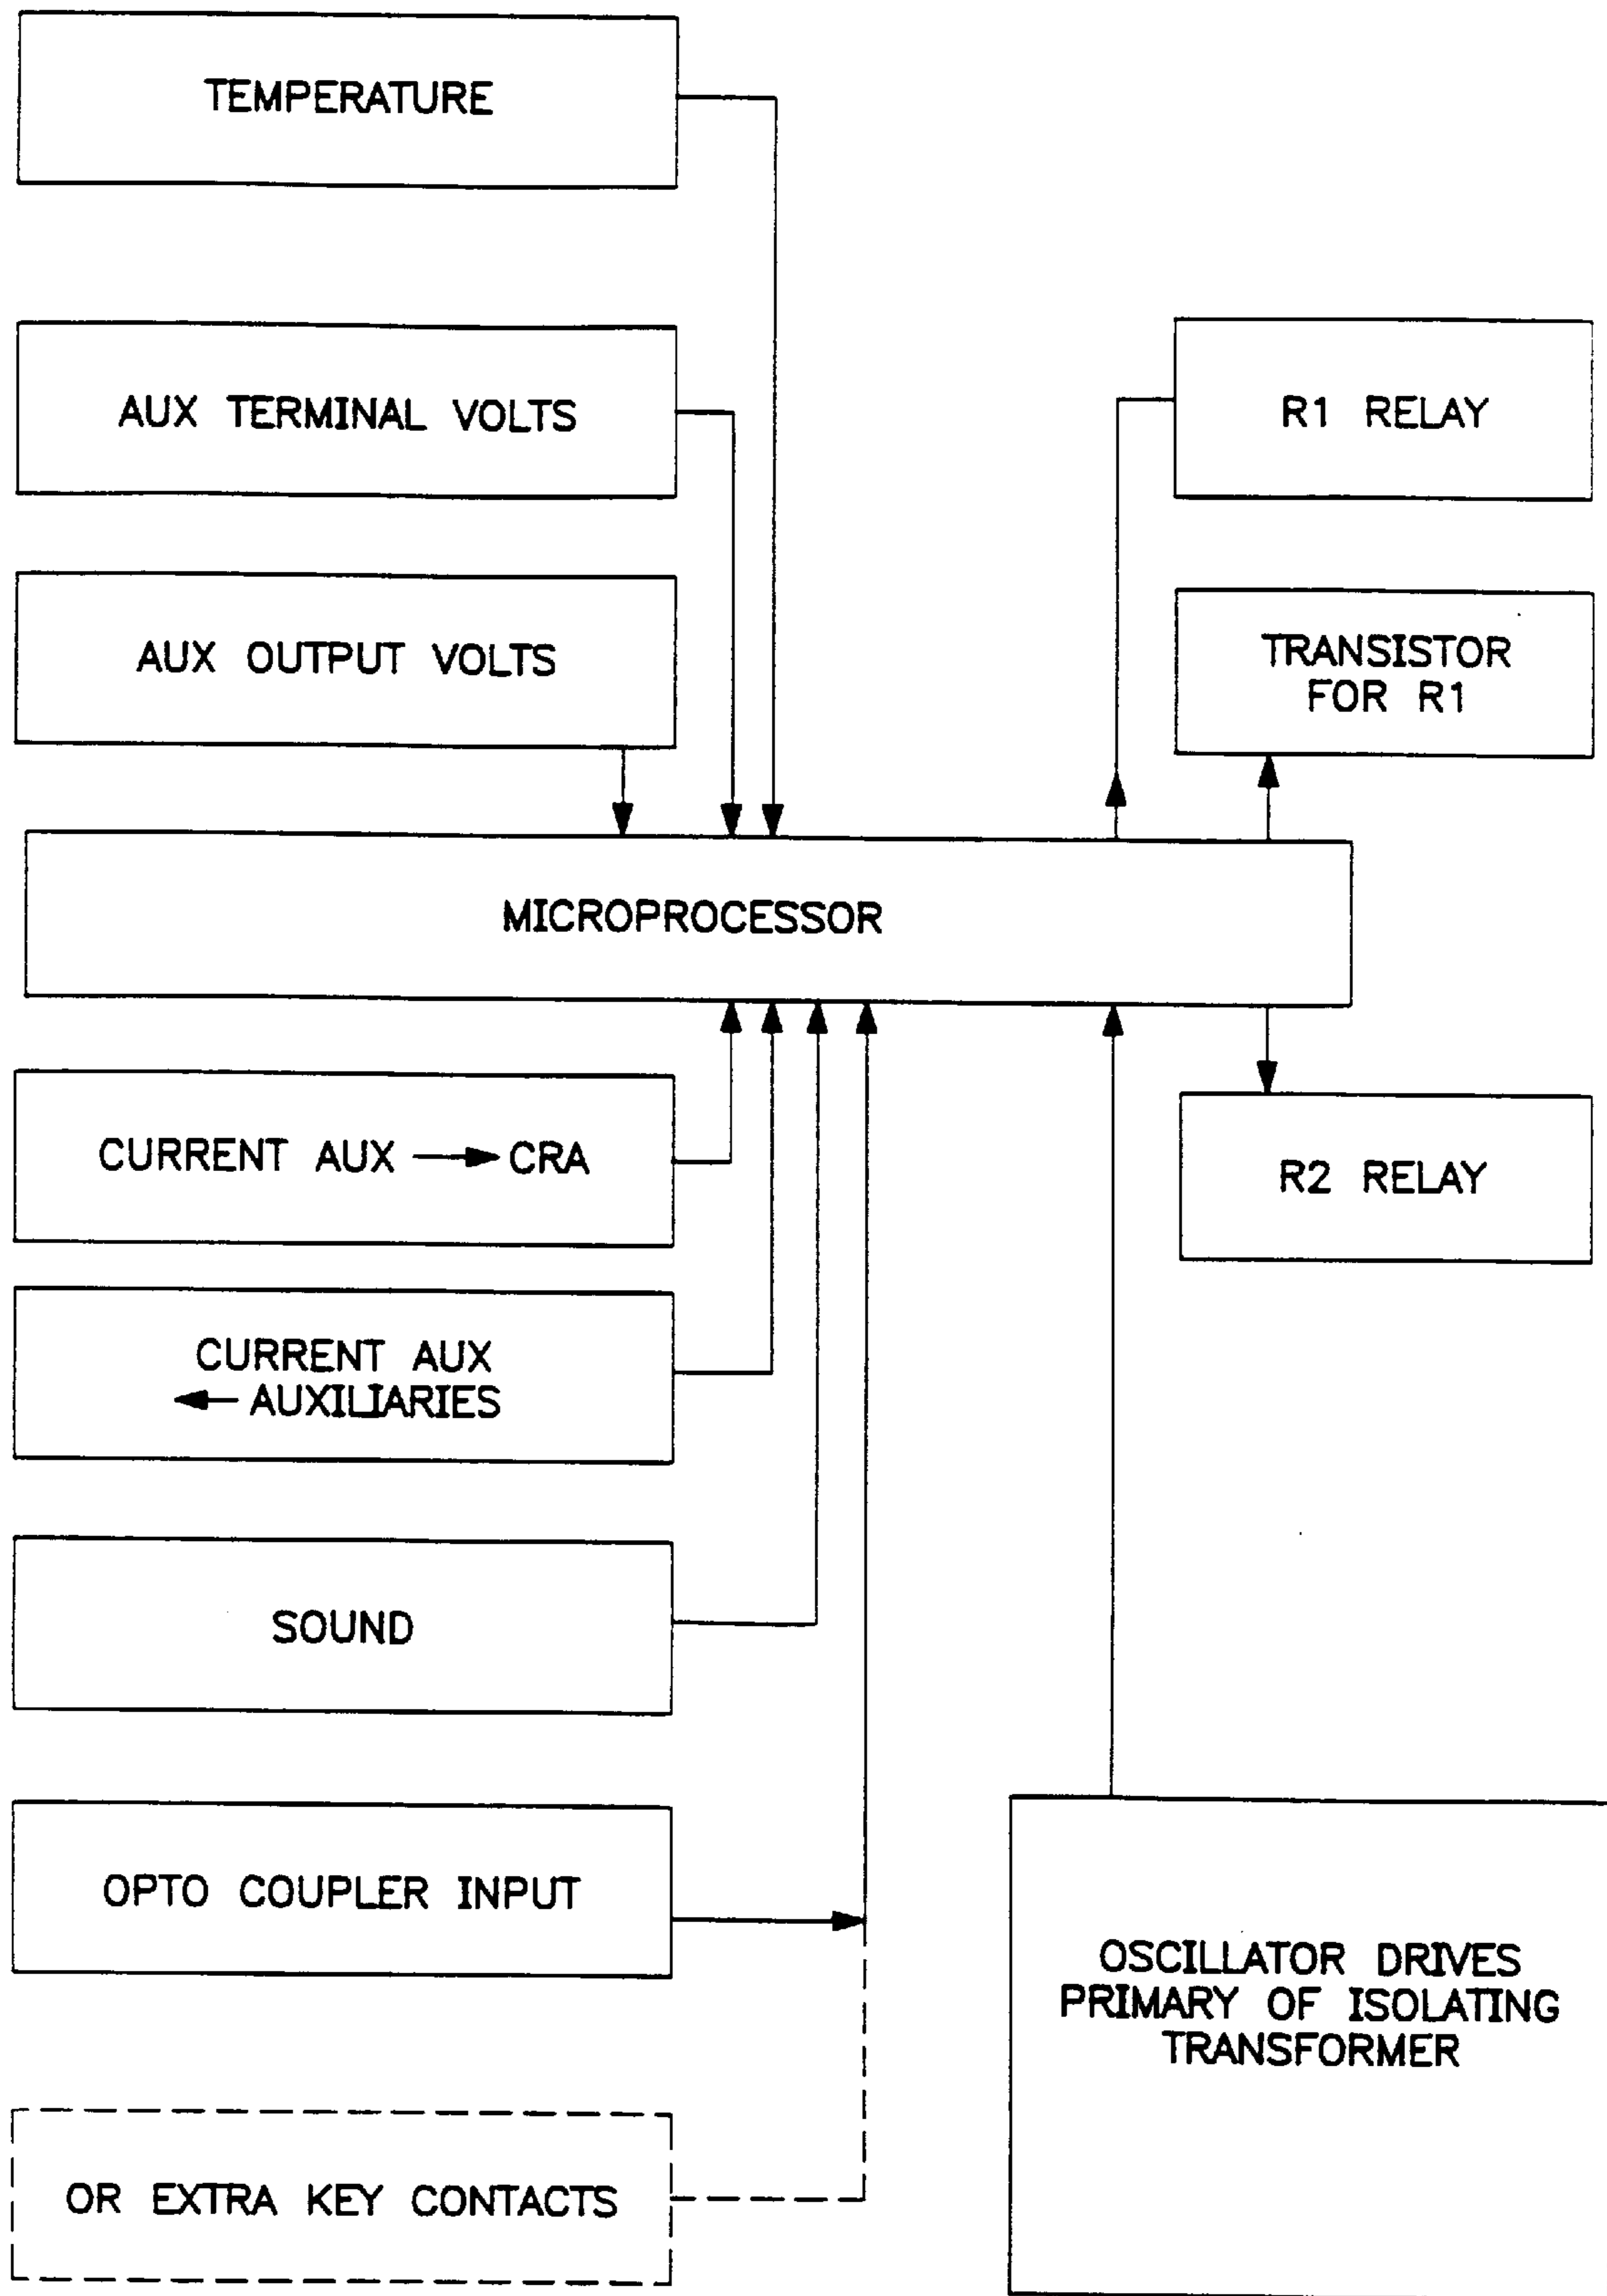 TEMPERATURE
AUX TERMINAL VOLTS
R1 RELAY
AUX OUTPUT VOLTS
TRANSISTOR
FOR R1
MICROPROCESSOR
CURRENT AUX → CRA
R2 RELAY
CURRENT AUX
← AUXILIARIES
SOUND
OPTO COUPLER INPUT
OSCILLATOR DRIVES
PRIMARY OF ISOLATING
TRANSFORMER
OR EXTRA KEY CONTACTS